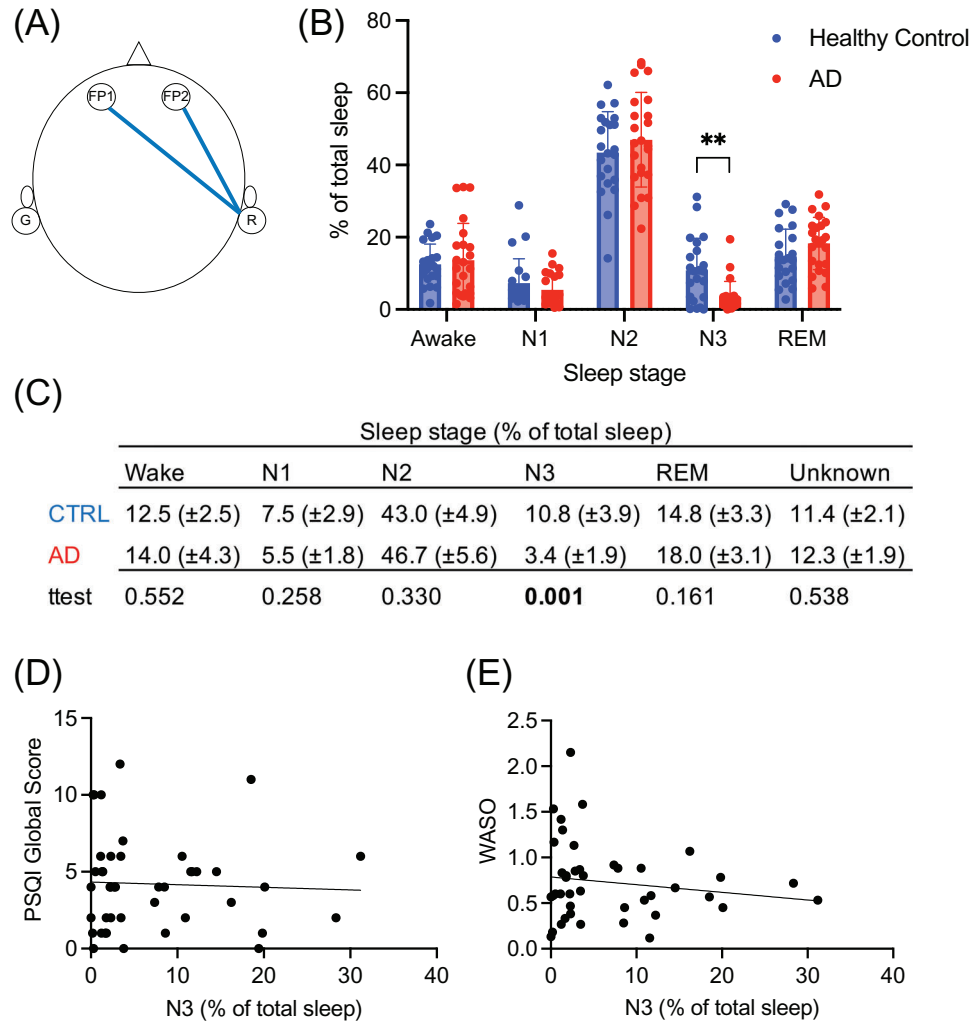 (A)
FP1 FP2
G R
(B)
80
60
40
20
0
% of total sleep
Healthy Control
AD
**
Awake N1 N2 N3 REM
Sleep stage
(C)
Sleep stage (% of total sleep)
Wake N1 N2 N3 REM Unknown
CTRL 12.5 (±2.5) 7.5 (±2.9) 43.0 (±4.9) 10.8 (±3.9) 14.8 (±3.3) 11.4 (±2.1)
AD 14.0 (±4.3) 5.5 (±1.8) 46.7 (±5.6) 3.4 (±1.9) 18.0 (±3.1) 12.3 (±1.9)
ttest 0.552 0.258 0.330 0.001 0.161 0.538
(D)
15
10
5
0
PSQI Global Score
0 10 20 30 40
N3 (% of total sleep)
(E)
2.5
2.0
1.5
1.0
0.5
0.0
WASO
0 10 20 30 40
N3 (% of total sleep)